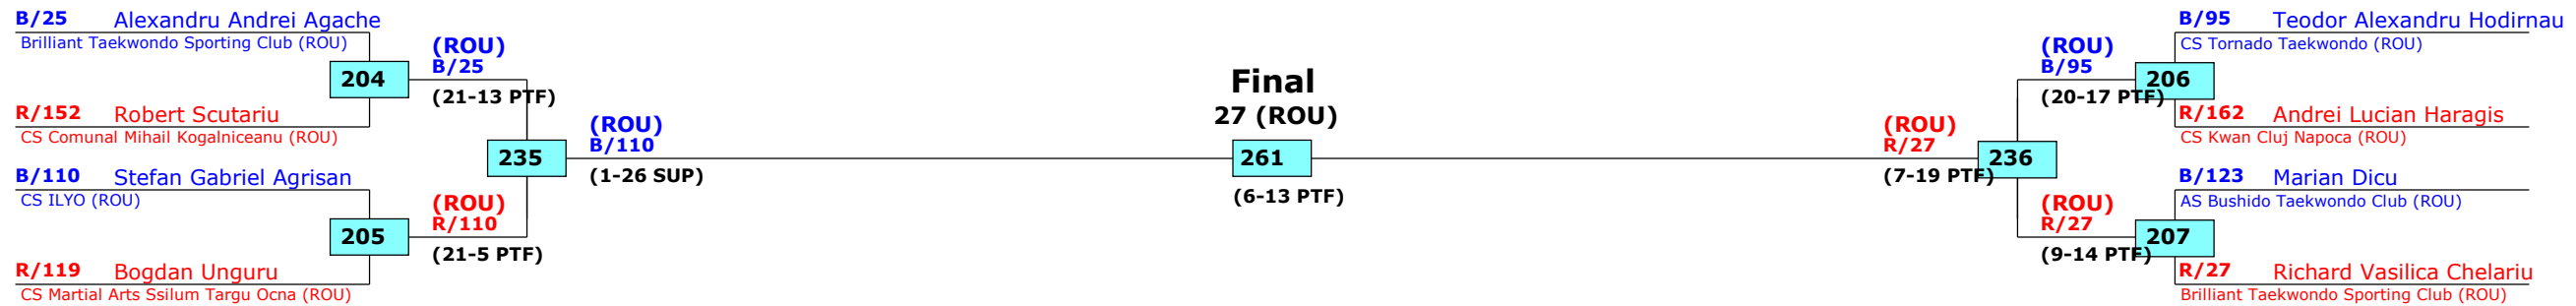 B/25 Alexandru Andrei Agache
Brilliant Taekwondo Sporting Club (ROU)
204
R/152 Robert Scutariu
CS Comunal Mihail Kogalniceanu (ROU)
(ROU)
B/25
(21-13 PTF)
B/110 Stefan Gabriel Agrisan
CS ILYO (ROU)
205
R/119 Bogdan Unguru
CS Martial Arts Ssilum Targu Ocna (ROU)
(ROU)
R/110
(21-5 PTF)
235
(ROU)
B/110
(1-26 SUP)
Final
27 (ROU)
261
(6-13 PTF)
(ROU)
R/27
(7-19 PTF)
236
(ROU)
B/95
(20-17 PTF)
206
B/95 Teodor Alexandru Hodirnau
CS Tornado Taekwondo (ROU)
R/162 Andrei Lucian Haragis
CS Kwan Cluj Napoca (ROU)
(ROU)
R/27
(9-14 PTF)
207
B/123 Marian Dicu
AS Bushido Taekwondo Club (ROU)
R/27 Richard Vasilica Chelariu
Brilliant Taekwondo Sporting Club (ROU)